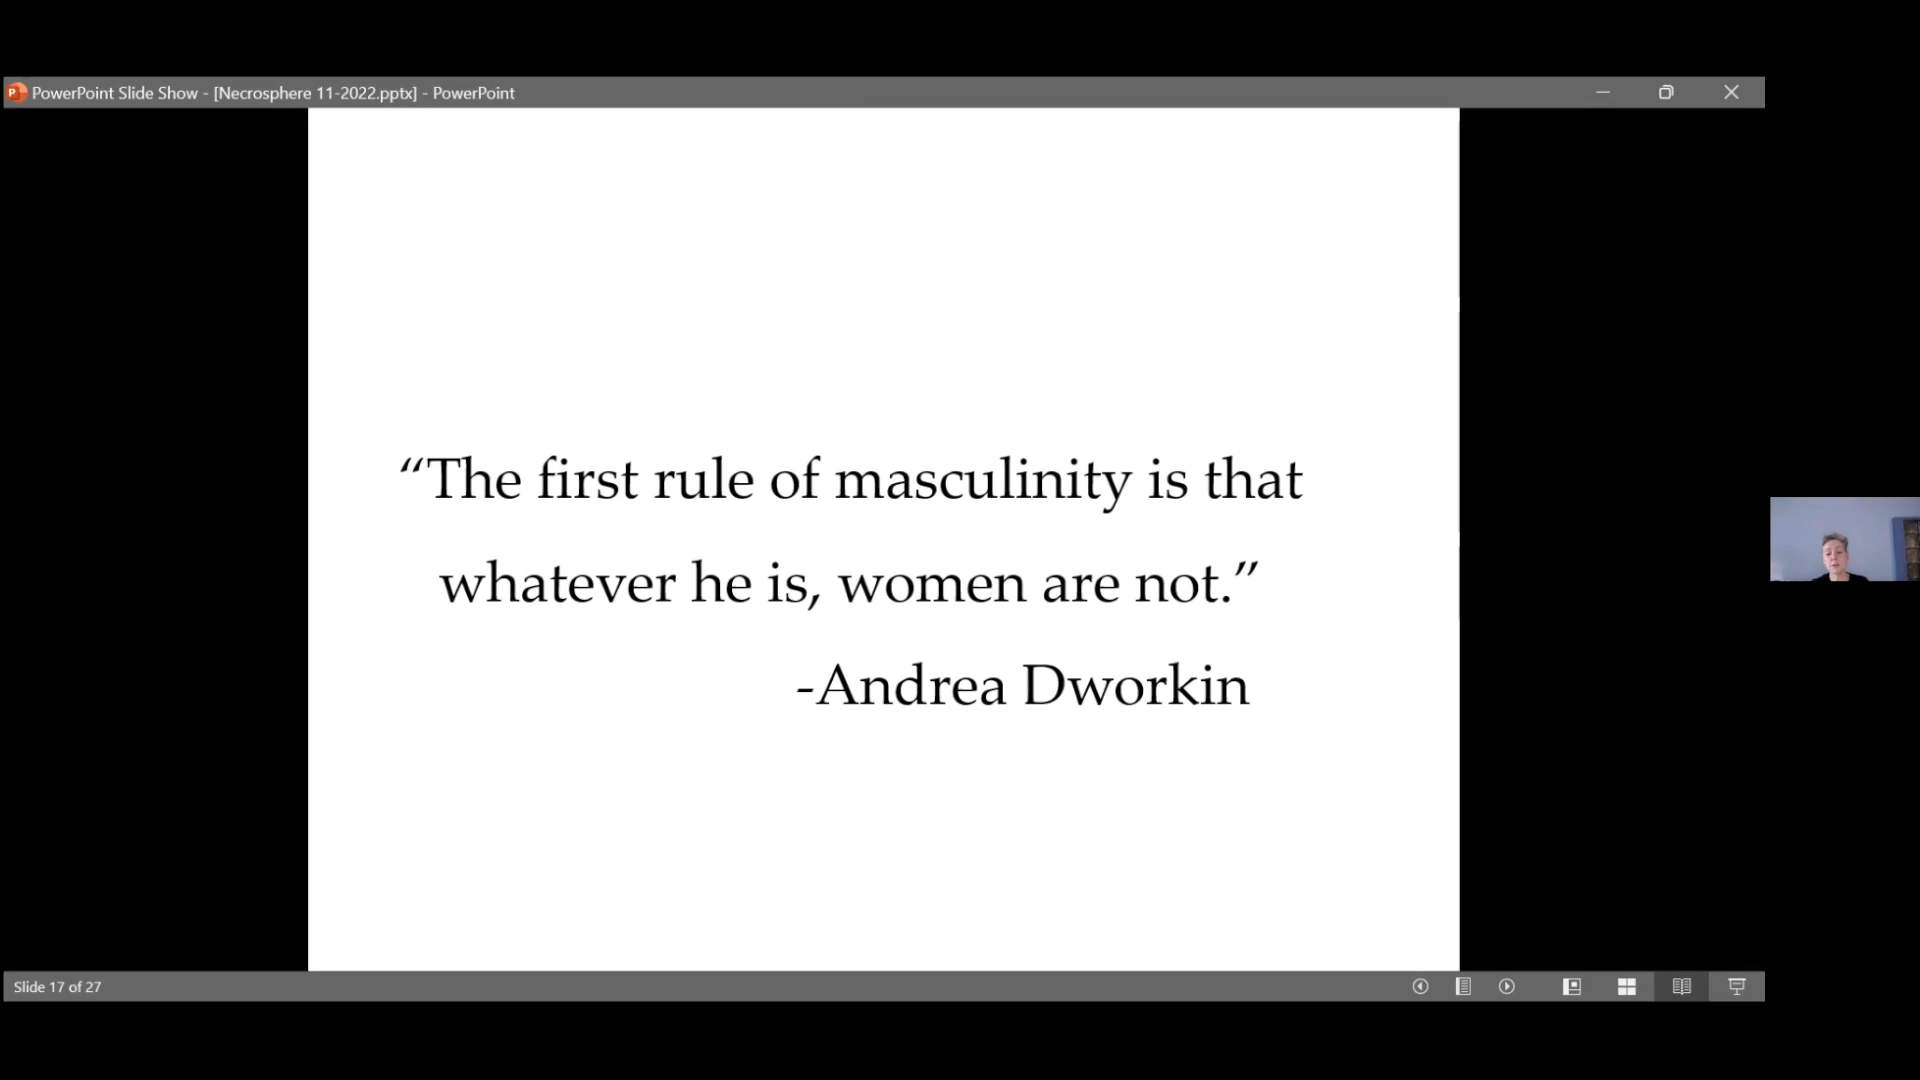 PowerPoint Slide Show - [Necrosphere 11-2022.pptx] - PowerPoint
“The first rule of masculinity is that
whatever he is, women are not.”
-Andrea Dworkin
Slide 17 of 27